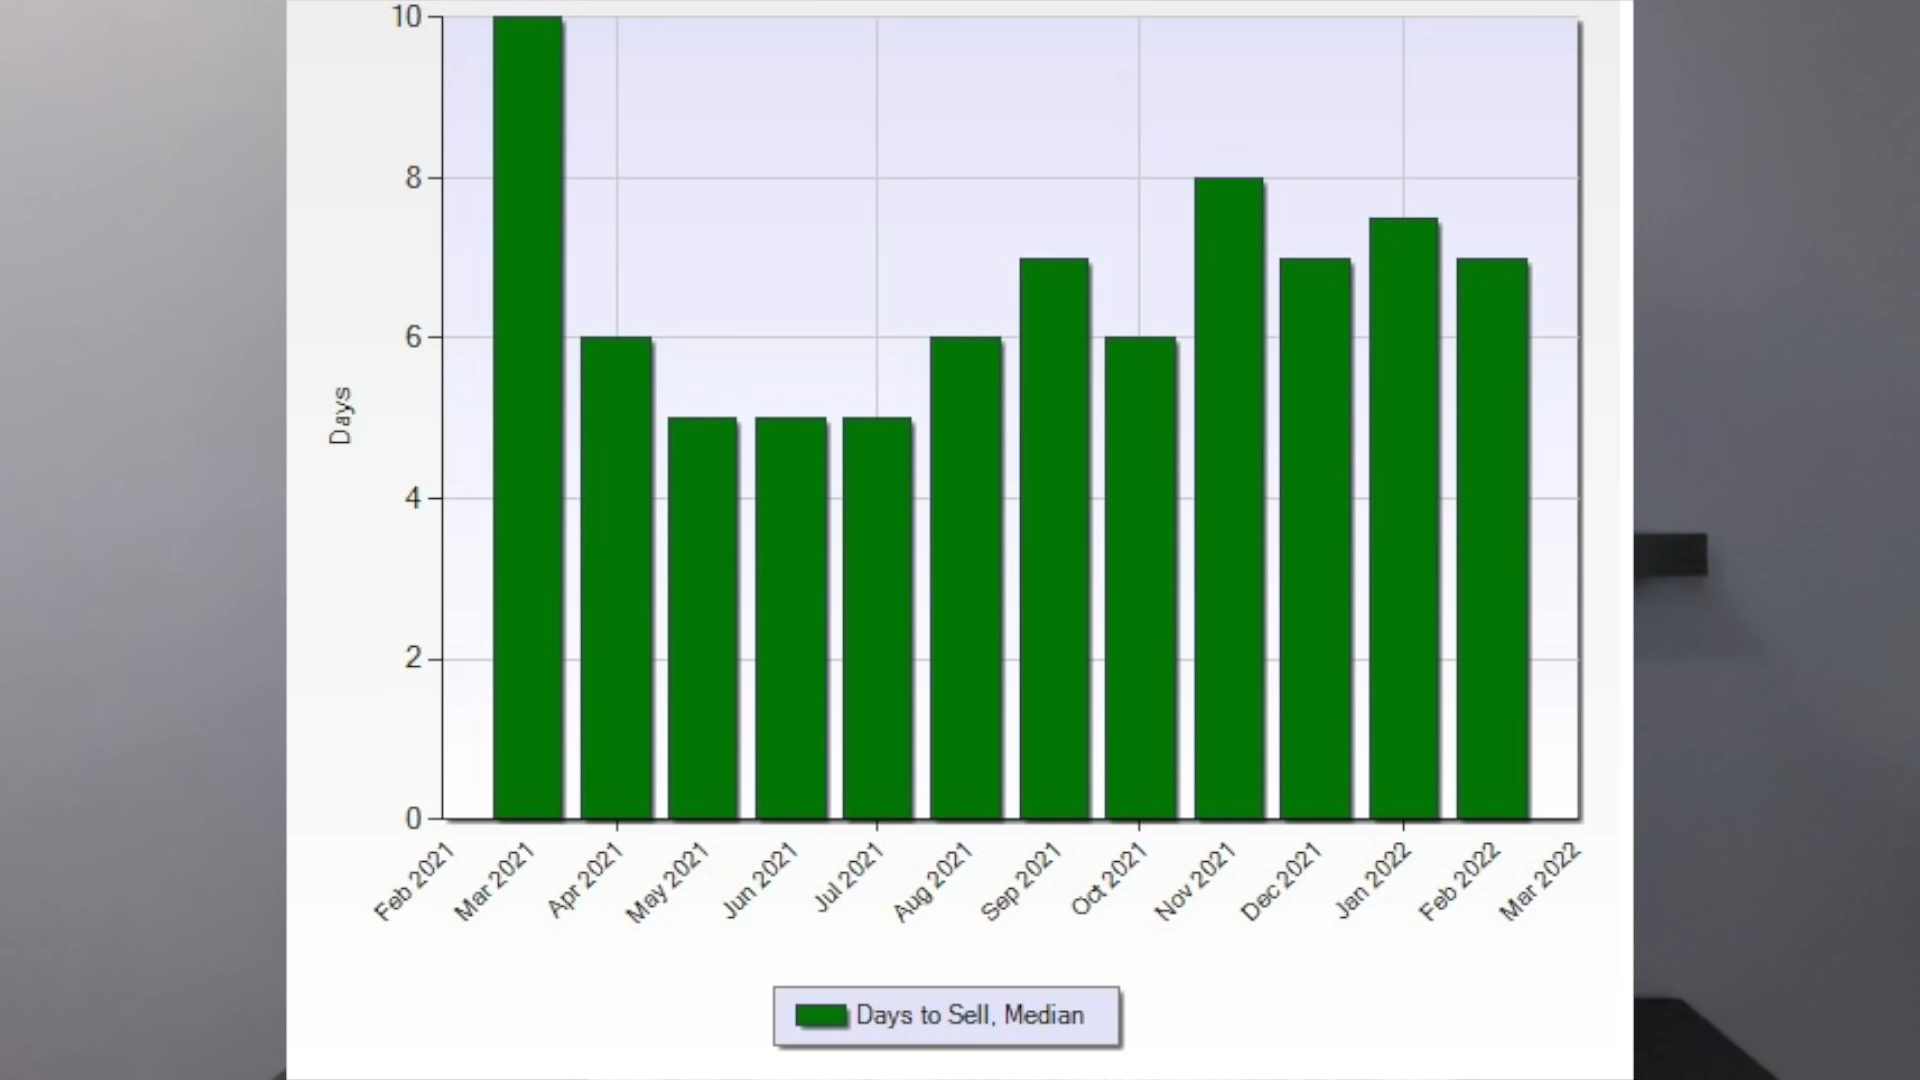 10
8
6
4
2
0
Days
Feb 2021
Mar 2021
Apr 2021
May 2021
Jun 2021
Jul 2021
Aug 2021
Sep 2021
Oct 2021
Nov 2021
Dec 2021
Jan 2022
Feb 2022
Mar 2022
Days to Sell, Median